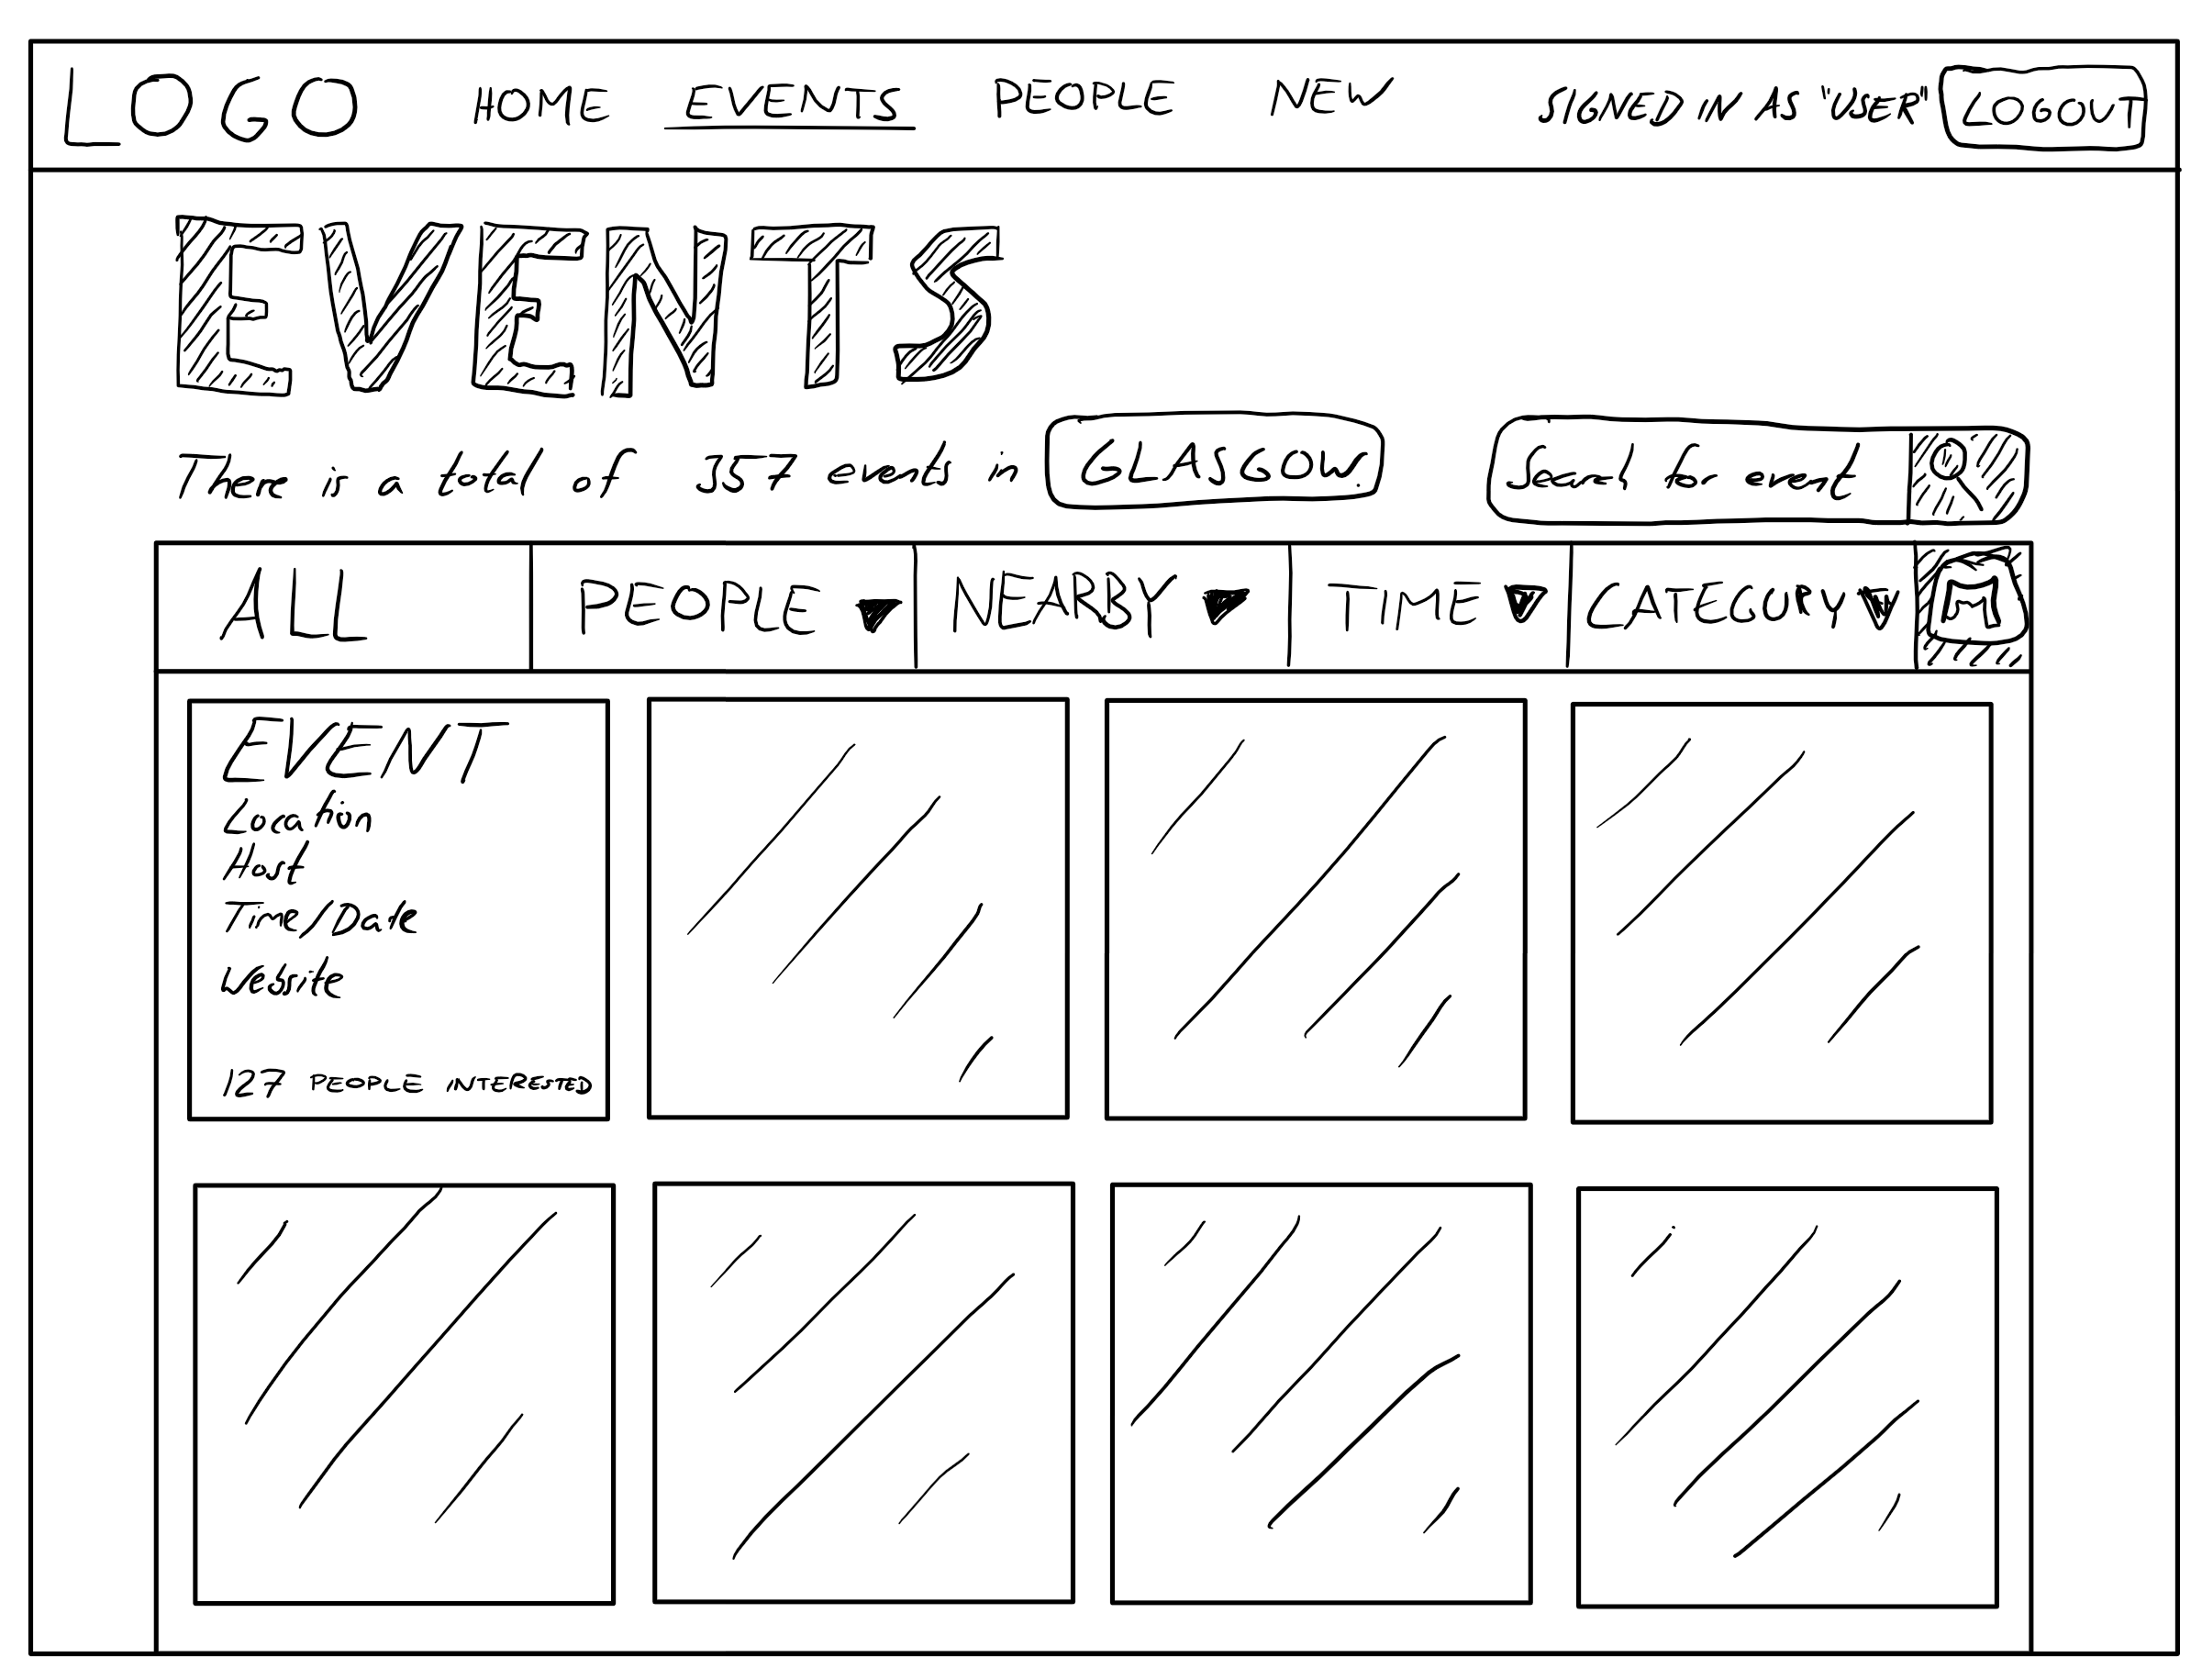 LOGO HOME EVENTS PEOPLE NEW SIGNED IN AS "USER" LOGOUT
EVENTS
There is a total of 357 events in GLASGOW. Search for event
ALL PEOPLE NEARBY TIME CATEGORY
EVENT
Location
Host
Time/Date
Website
127 PEOPLE INTERESTED